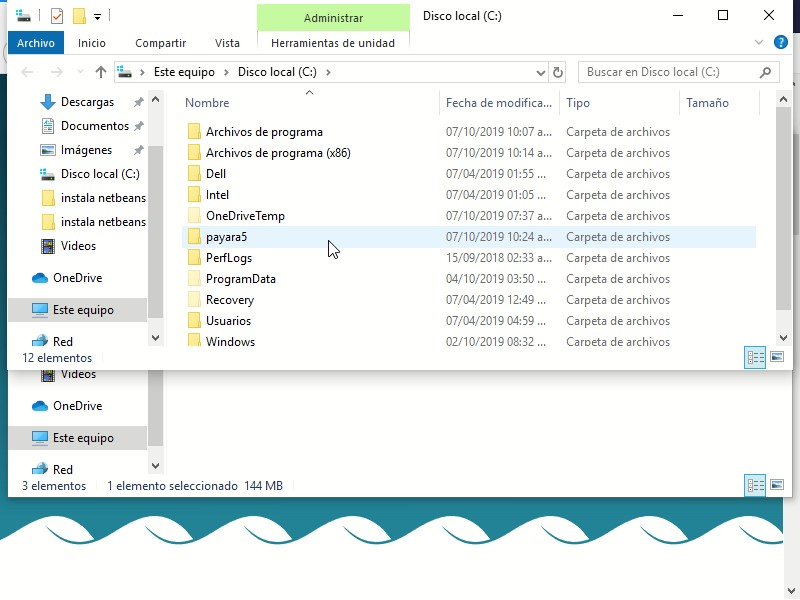 Administrar
Disco local (C:)
Archivo Inicio Compartir Vista Herramientas de unidad
Este equipo Disco local (C:)
Buscar en Disco local (C:)
Nombre Fecha de modifica... Tipo Tamaño
Descargas
Documentos
Imágenes
Disco local (C:)
instala netbeans
instala netbeans
Videos
OneDrive
Este equipo
Red
Archivos de programa 07/10/2019 10:07 a... Carpeta de archivos
Archivos de programa (x86) 07/10/2019 10:14 a... Carpeta de archivos
Dell 07/04/2019 01:55 ... Carpeta de archivos
Intel 07/04/2019 01:05 ... Carpeta de archivos
OneDriveTemp 07/10/2019 07:37 a... Carpeta de archivos
payara5 07/10/2019 10:24 a... Carpeta de archivos
PerfLogs 15/09/2018 02:33 a... Carpeta de archivos
ProgramData 04/10/2019 03:50 ... Carpeta de archivos
Recovery 07/04/2019 12:49 ... Carpeta de archivos
Usuarios 07/04/2019 04:59 ... Carpeta de archivos
Windows 02/10/2019 08:32 ... Carpeta de archivos
12 elementos
Videos
OneDrive
Este equipo
Red
3 elementos 1 elemento seleccionado 144 MB